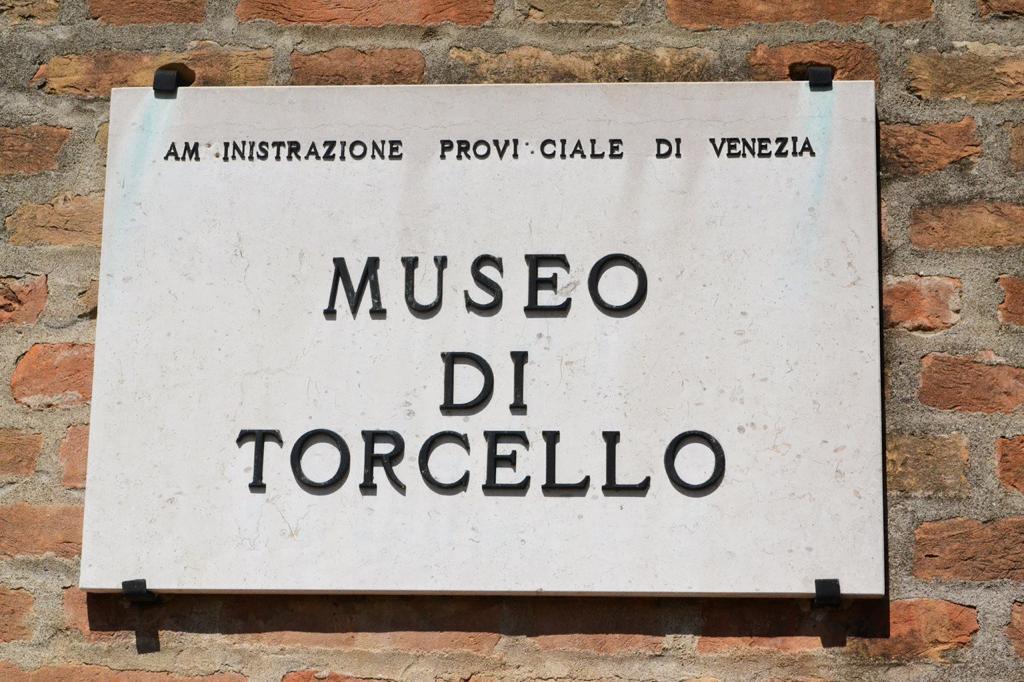 AM INISTRAZIONE PROVI CIALE DI VENEZIA
MUSEO
DI
TORCELLO